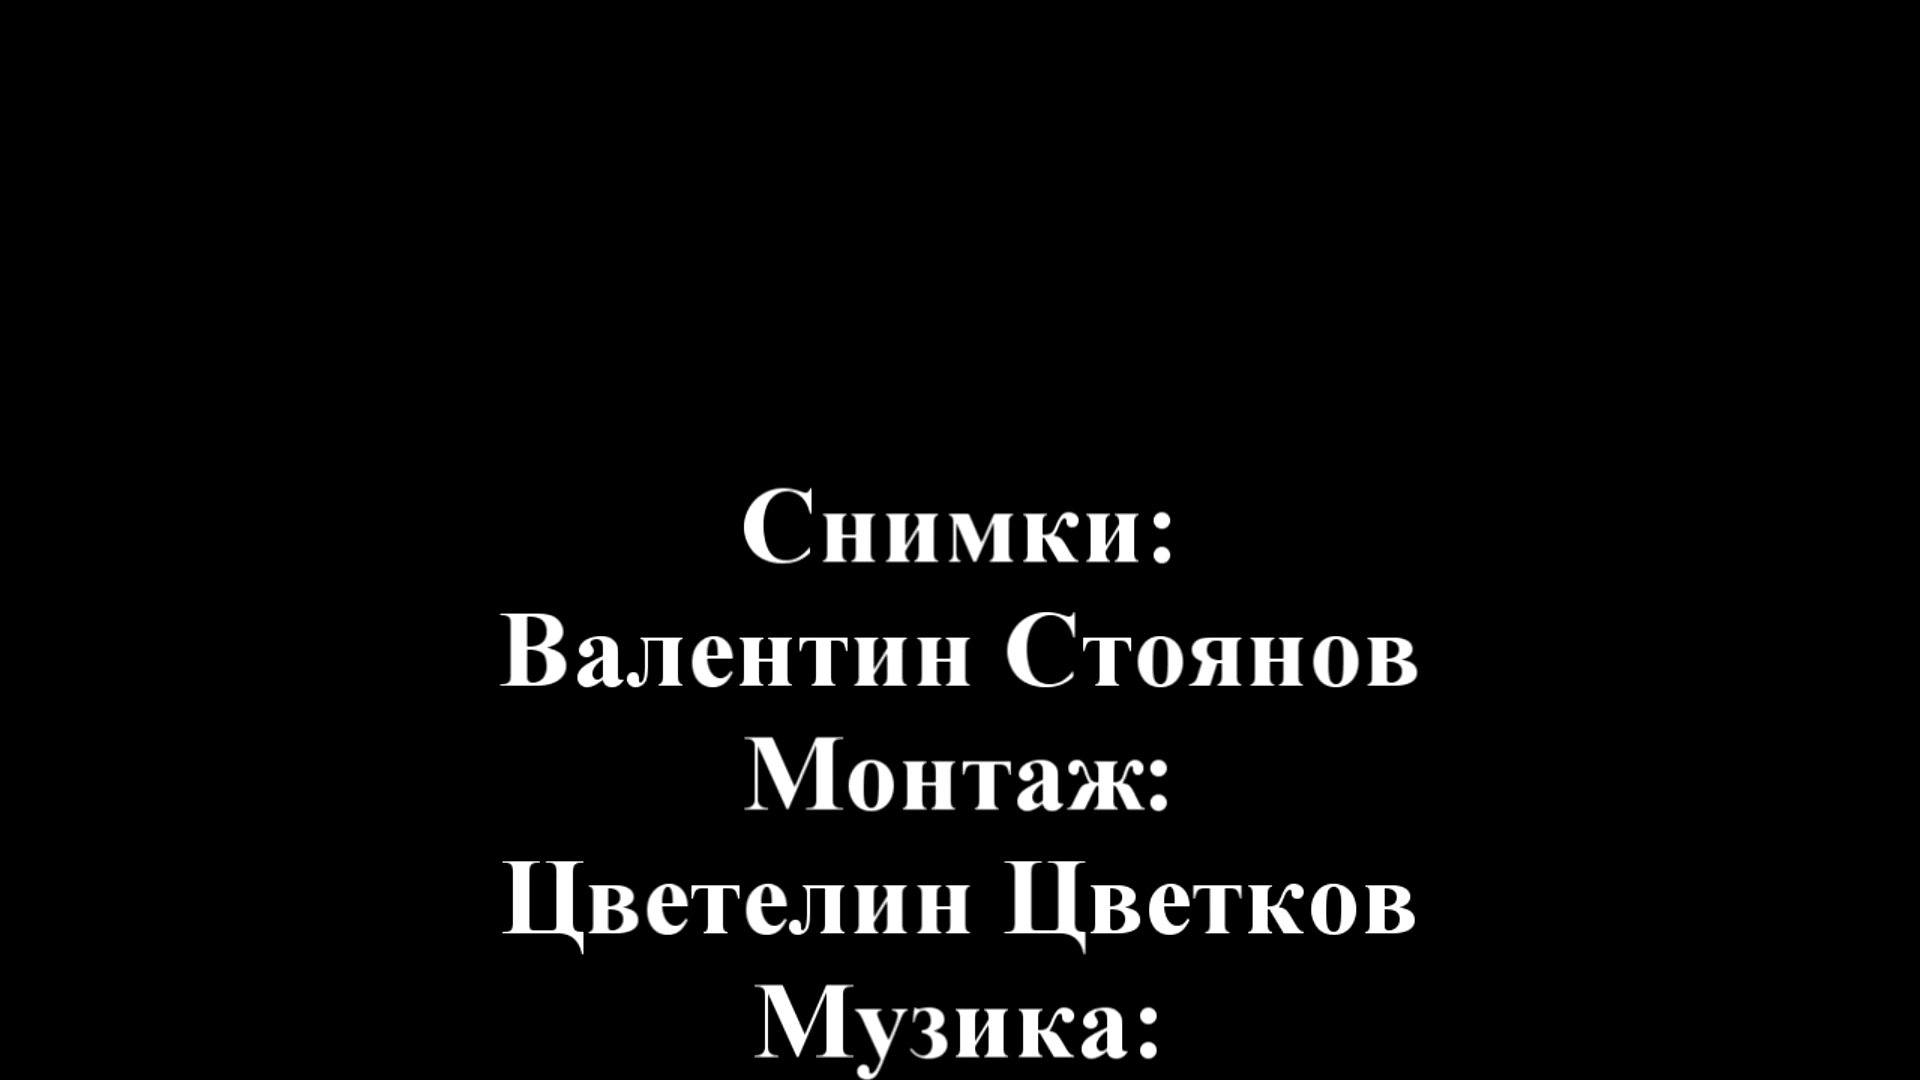 Снимки:
Валентин Стоянов
Монтаж:
Цветелин Цветков
Музика: